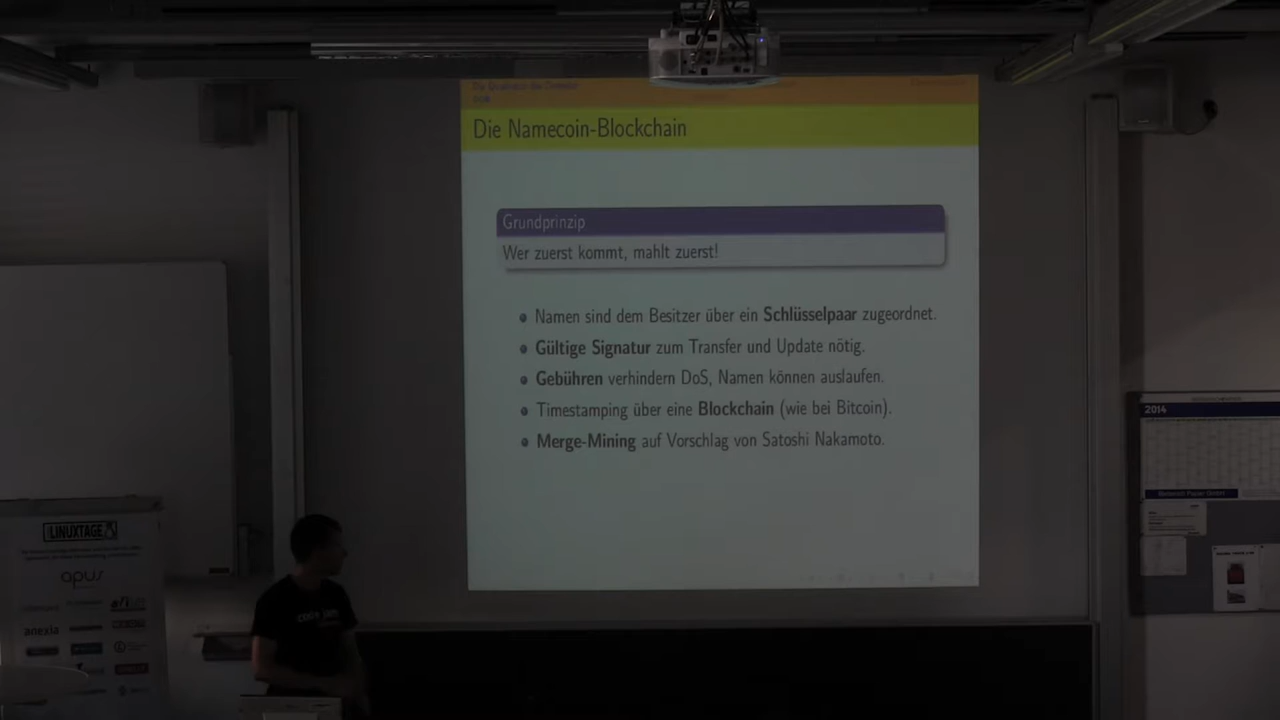 Die Namecoin-Blockchain
Grundprinzip
Wer zuerst kommt, mahlt zuerst!
Namen sind dem Besitzer über ein Schlüsselpaar zugeordnet.
Gültige Signatur zum Transfer und Update nötig.
Gebühren verhindern DoS, Namen können auslaufen.
Timestamping über eine Blockchain (wie bei Bitcoin).
Merge-Mining auf Vorschlag von Satoshi Nakamoto.
2014
LINUXTAGE
apus
anexia